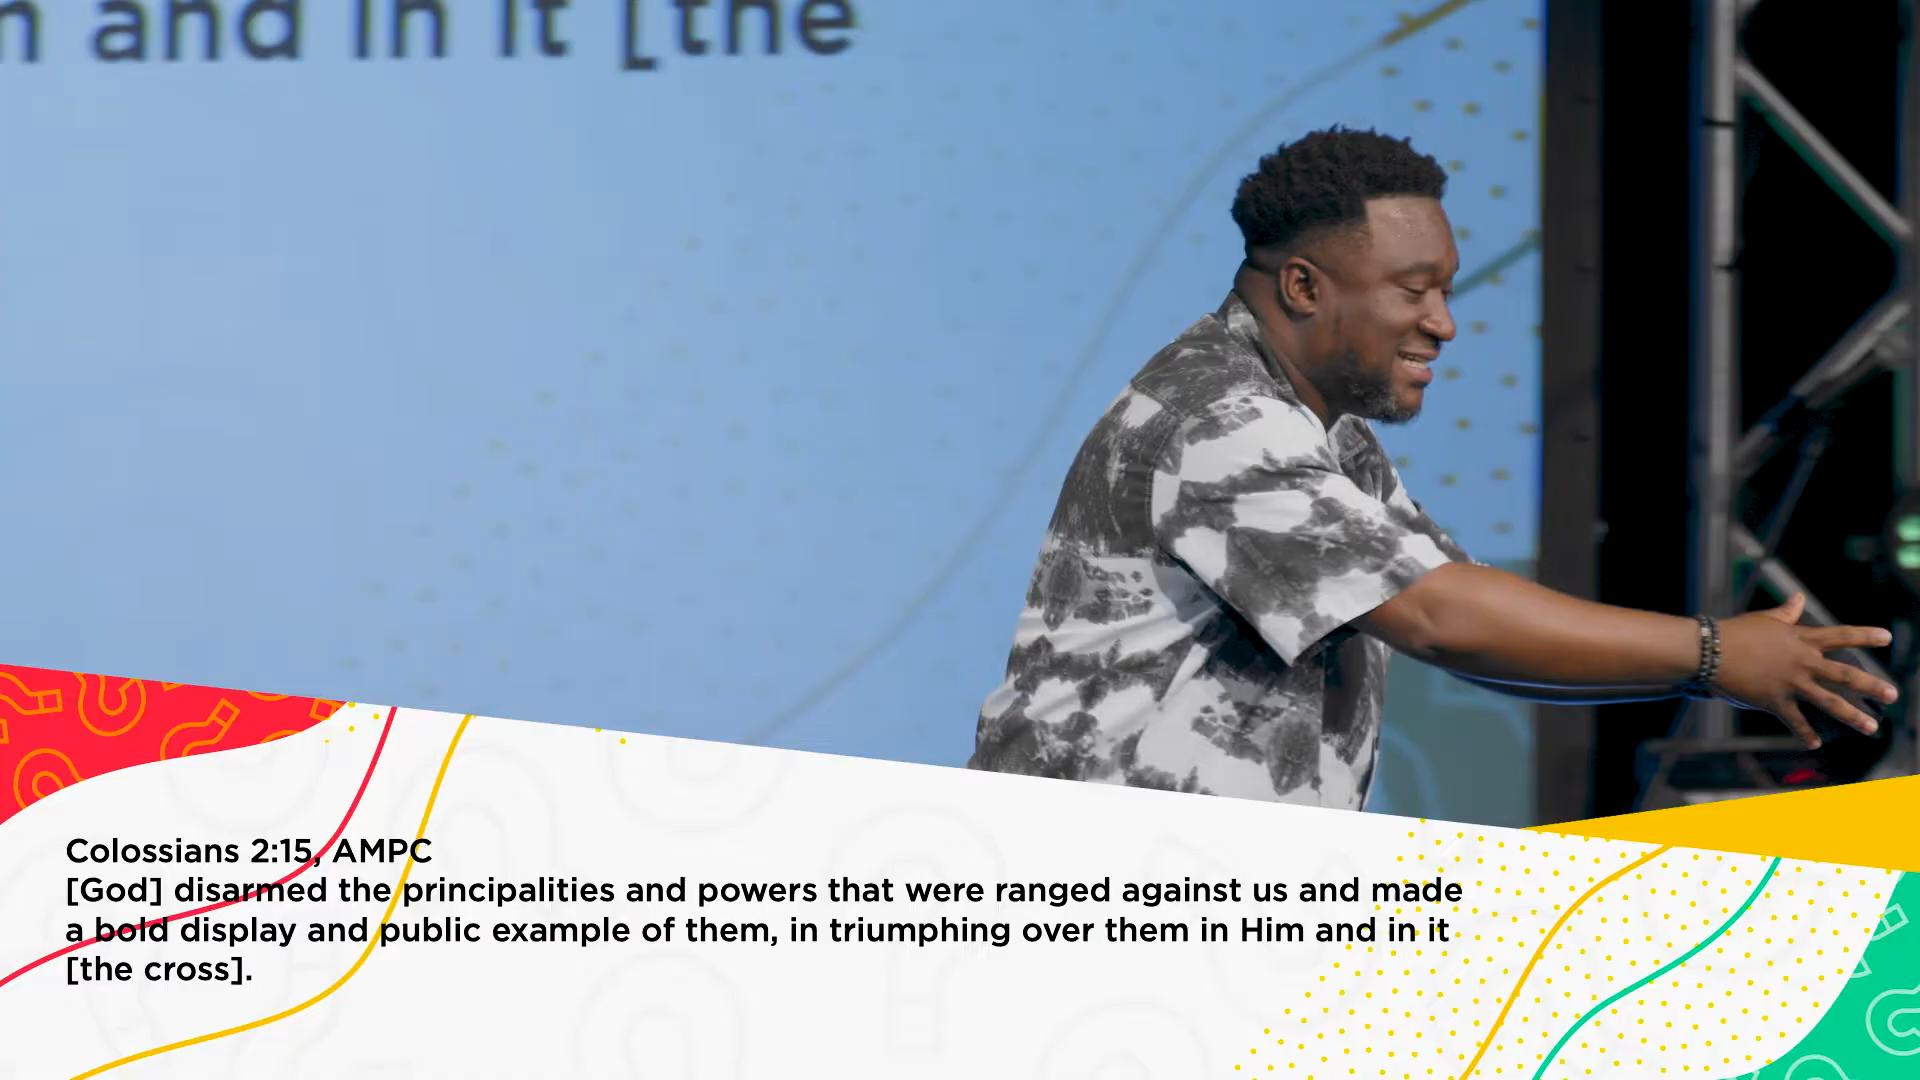 m and in it [the
Colossians 2:15, AMPC
[God] disarmed the principalities and powers that were ranged against us and made
a bold display and public example of them, in triumphing over them in Him and in it
[the cross].